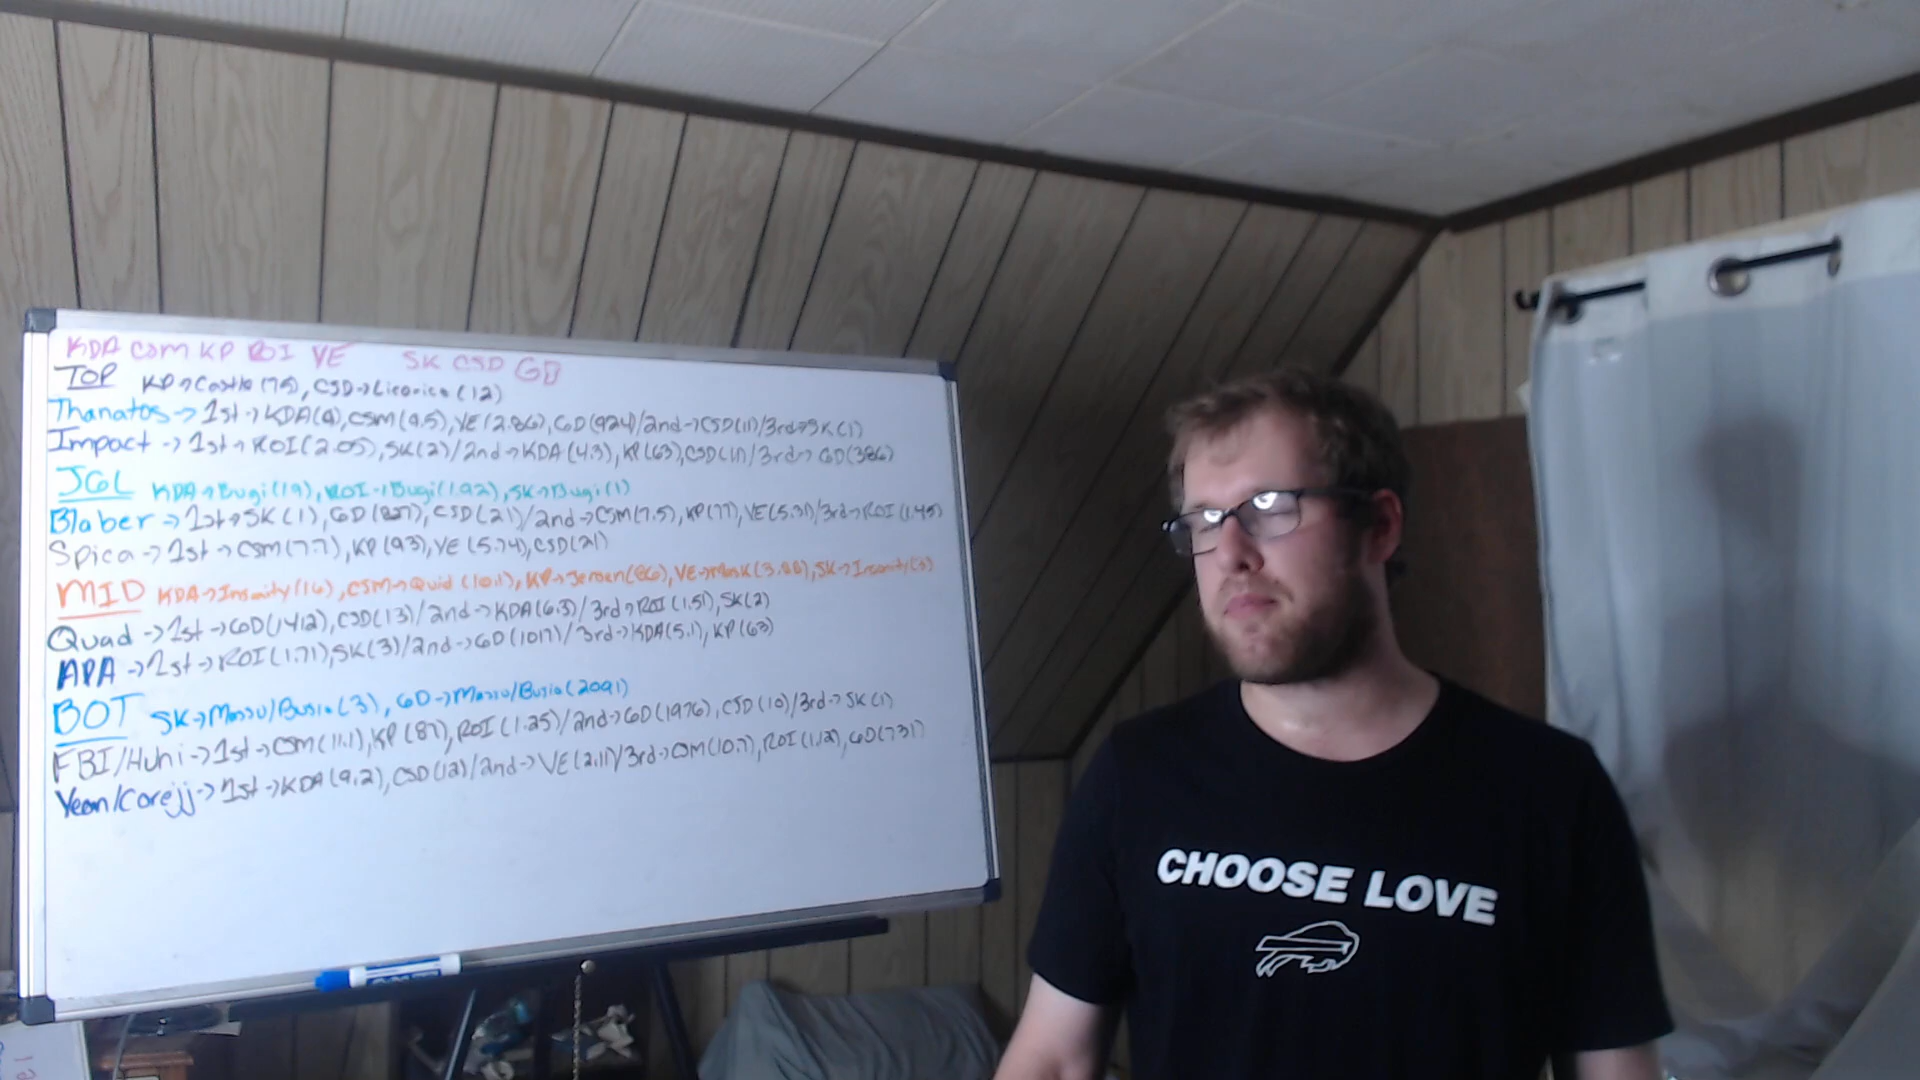 KDA CSM KP ROI VE SK CSD GD
TOP KP→Castle(75), CSD→Licorice(12)
Thanatos→1st→KDA(9), CSM(9.5), VE(2.86), GD(924)/2nd→CSD(11)/3rd→SK(1)
Impact→1st→ROI(2.05), SK(2)/2nd→KDA(4.3), KP(63), CSD(11)/3rd→GD(386)
JGL KDA→Bugi(19), ROI→Bugi(1.92), SK→Bugi(1)
Blaber→1st→SK(1), GD(827), CSD(21)/2nd→CSM(7.5), KP(77), VE(5.31)/3rd→ROI(1.45)
Spica→1st→CSM(7.7), KP(93), VE(5.74), CSD(21)
MID KDA→Insanity(16), CSM→Quid(10.1), KP→Jensen(86), VE→Mask(3.88), SK→Insanity(3)
Quad→1st→GD(1412), CSD(13)/2nd→KDA(6.3)/3rd→ROI(1.51), SK(2)
APA→1st→ROI(1.71), SK(3)/2nd→GD(1017)/3rd→KDA(5.1), KP(63)
BOT SK→Massu/Busio(3), GD→Massu/Busio(2091)
FBI/Huhi→1st→CSM(11.1), KP(87), ROI(1.25)/2nd→GD(1976), CSD(10)/3rd→SK(1)
Yeon/Corejj→1st→KDA(9.2), CSD(12)/2nd→VE(2.11)/3rd→CSM(10.7), ROI(1.12), GD(731)
CHOOSE LOVE